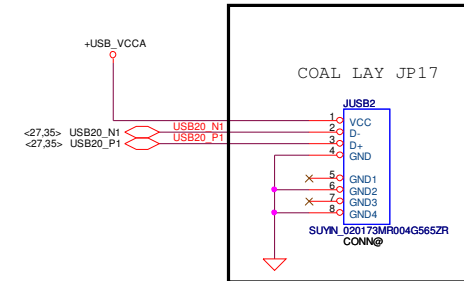 +USB_VCCA
COAL LAY JP17
JUSB2
1 VCC
<27,35> USB20_N1 USB20_N1 2 D-
<27,35> USB20_P1 USB20_P1 3 D+
4 GND
5 GND1
6 GND2
7 GND3
8 GND4
SUYIN_020173MR004G565ZR
CONN@